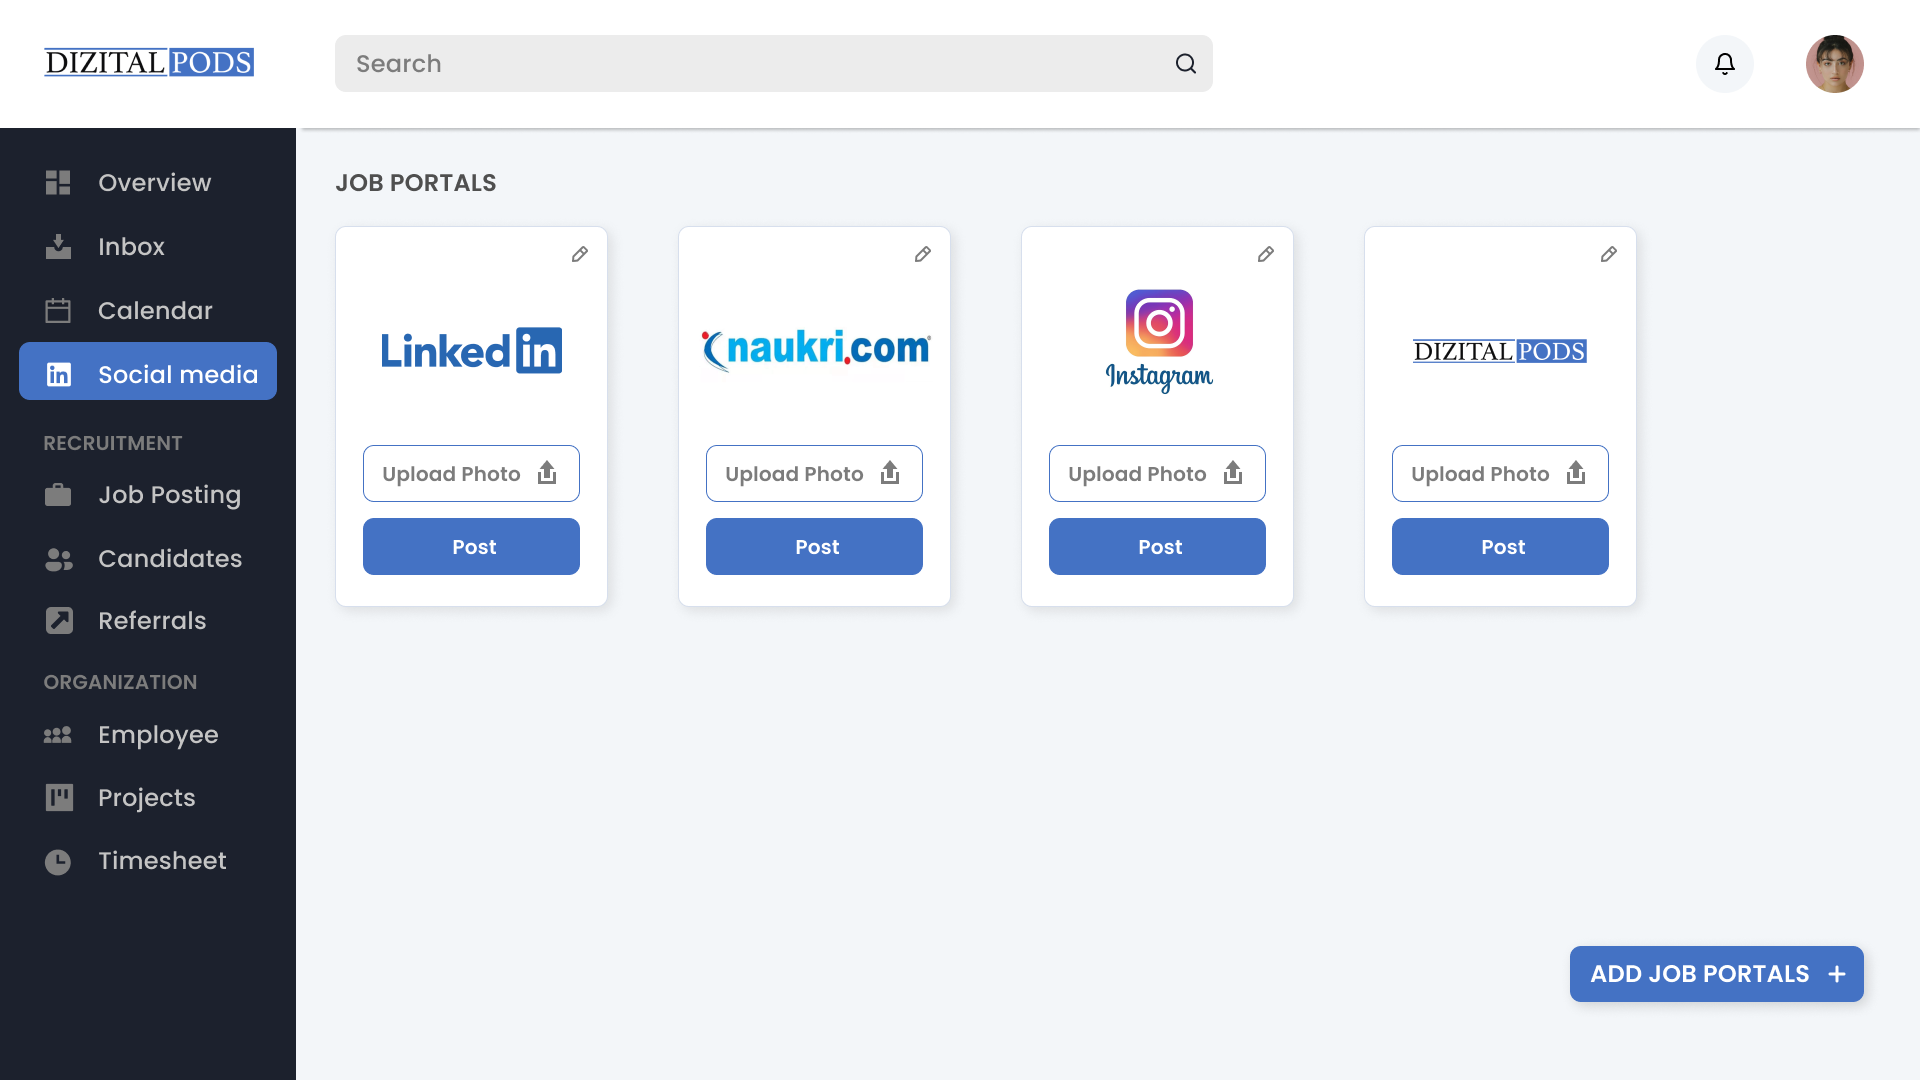 DIZITAL PODS
Search
Overview
Inbox
Calendar
Social media
RECRUITMENT
Job Posting
Candidates
Referrals
ORGANIZATION
Employee
Projects
Timesheet
JOB PORTALS
Linked in
Upload Photo
Post
naukri.com
Upload Photo
Post
Instagram
Upload Photo
Post
DIZITAL PODS
Upload Photo
Post
ADD JOB PORTALS +